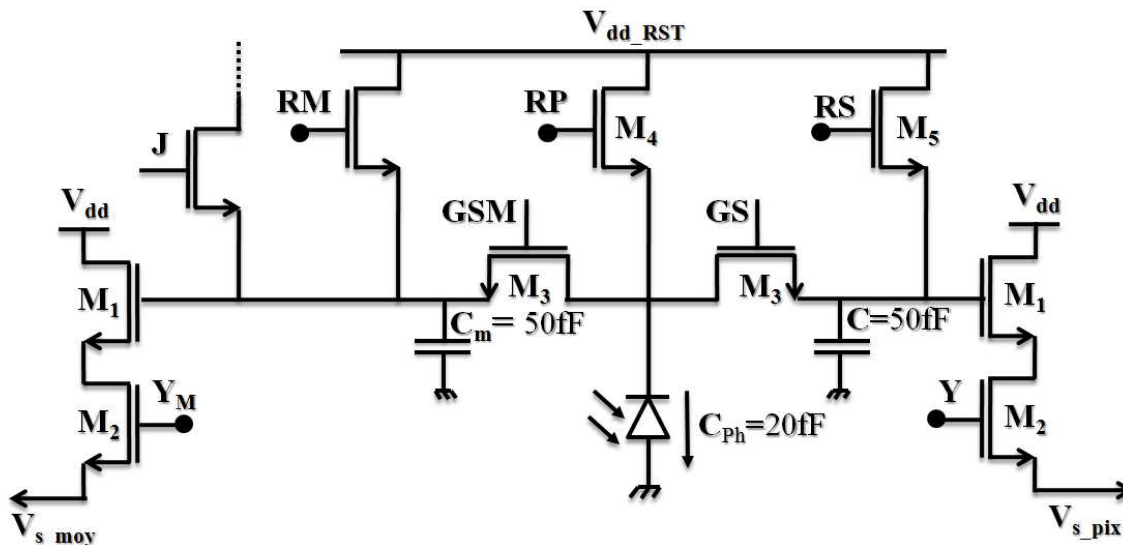 V_dd_RST
RM
RP
RS
M_4
M_5
J
V_dd
V_dd
GSM
GS
M_1
M_3
M_3
M_1
C_m= 50fF
C=50fF
Y_M
Y
M_2
C_Ph=20fF
M_2
V_s_moy
V_s_pix